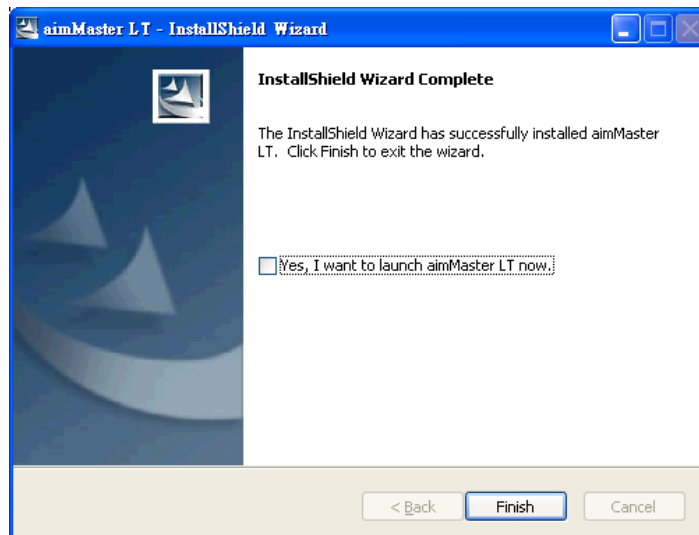 aimMaster LT - InstallShield Wizard
InstallShield Wizard Complete
The InstallShield Wizard has successfully installed aimMaster
LT. Click Finish to exit the wizard.
Yes, I want to launch aimMaster LT now.
< Back
Finish
Cancel